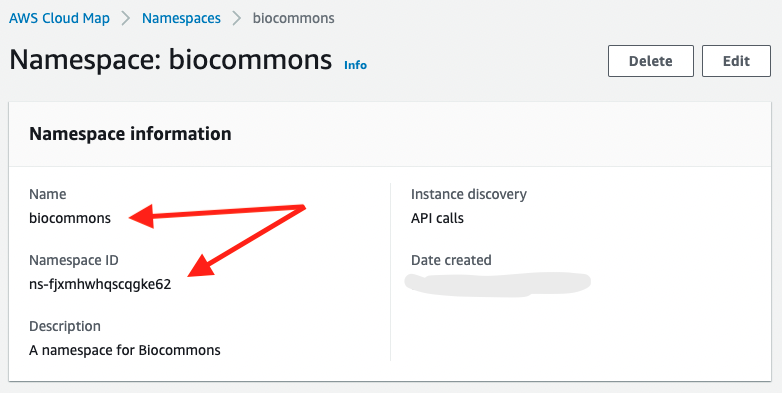 AWS Cloud Map > Namespaces > biocommons
Namespace: biocommons Info
Delete
Edit
Namespace information
Name
biocommons
Namespace ID
ns-fjxmhwhqscqgke62
Description
A namespace for Biocommons
Instance discovery
API calls
Date created